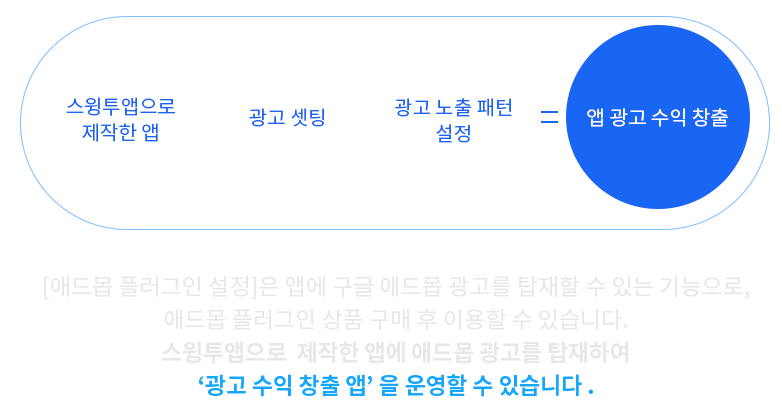 스윙투앱으로
제작한 앱
광고 셋팅
광고 노출 패턴
설정
=
앱 광고 수익 창출
[애드몹 플러그인 설정]은 앱에 구글 애드몹 광고를 탑재할 수 있는 기능으로,
애드몹 플러그인 상품 구매 후 이용할 수 있습니다.
스윙투앱으로 제작한 앱에 애드몹 광고를 탑재하여
‘광고 수익 창출 앱’ 을 운영할 수 있습니다 .